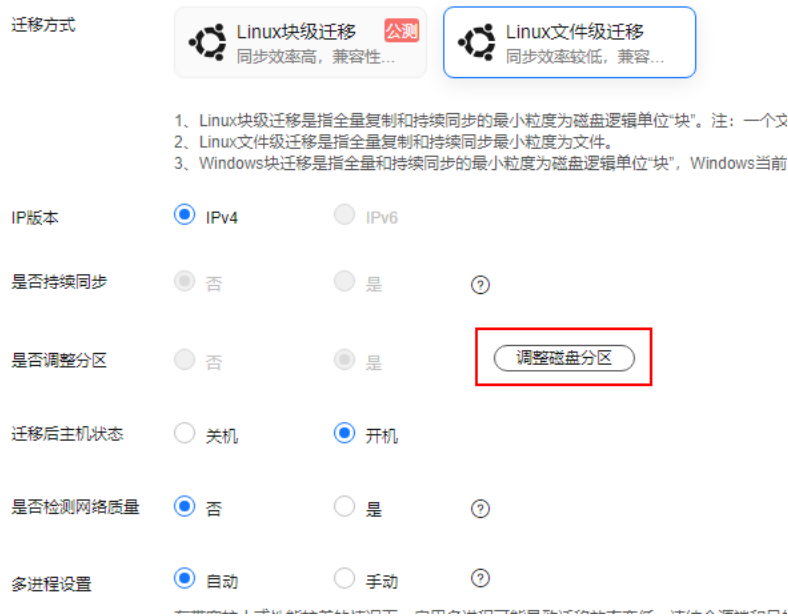 迁移方式
Linux块级迁移 公测
同步效率高，兼容性...
Linux文件级迁移
同步效率较低，兼容...
1、Linux块级迁移是指全量复制和持续同步的最小粒度为磁盘逻辑单位“块”。注：一个文
2、Linux文件级迁移是指全量复制和持续同步最小粒度为文件。
3、Windows块迁移是指全量和持续同步的最小粒度为磁盘逻辑单位“块”，Windows当前
IP版本 IPv4 IPv6
是否持续同步 否 是 ?
是否调整分区 否 是 调整磁盘分区
迁移后主机状态 关机 开机
是否检测网络质量 否 是 ?
多进程设置 自动 手动 ?